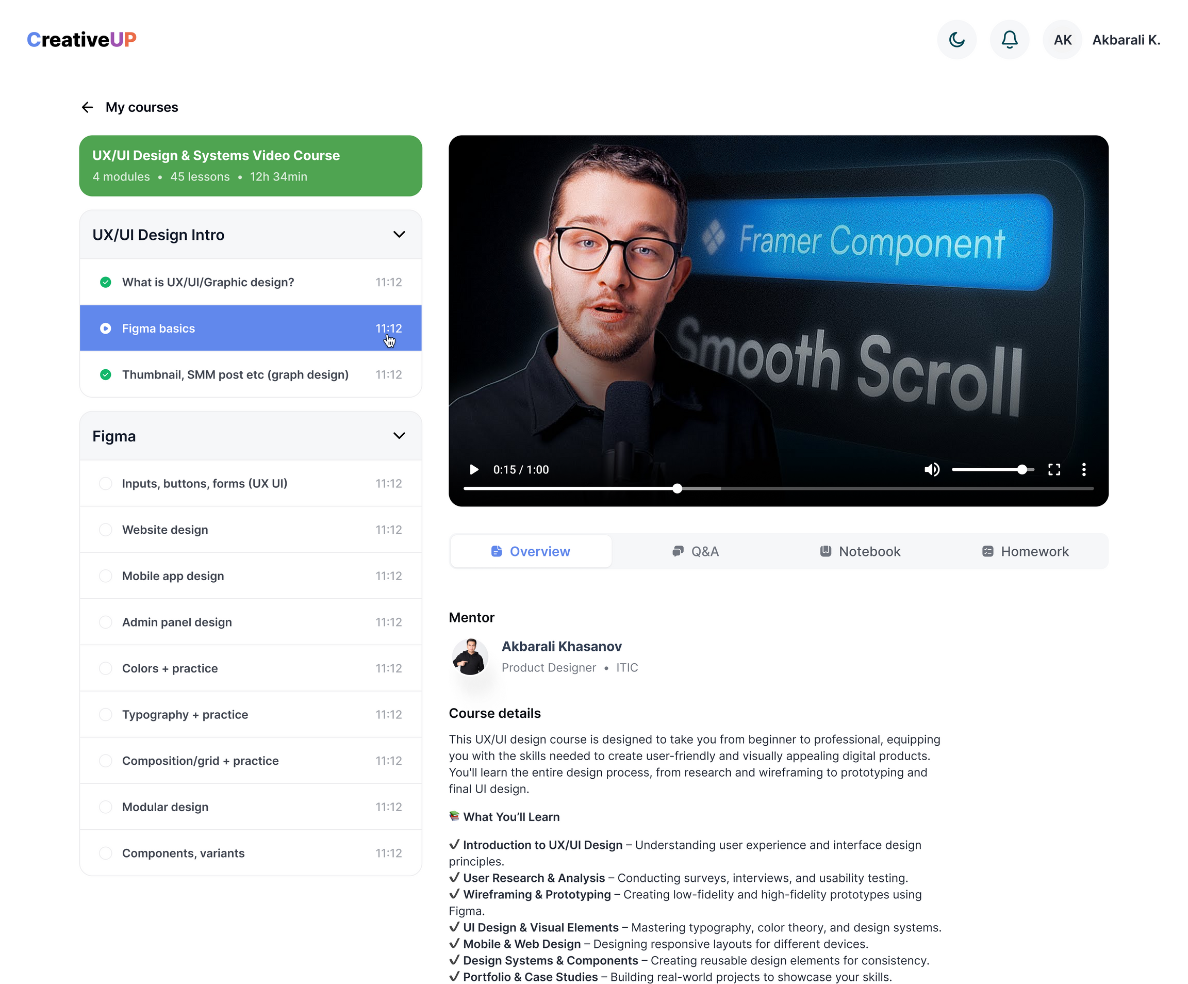 CreativeUP
AK
Akbarali K.
My courses
UX/UI Design & Systems Video Course
4 modules • 45 lessons • 12h 34min
UX/UI Design Intro
What is UX/UI/Graphic design? 11:12
Figma basics 11:12
Thumbnail, SMM post etc (graph design) 11:12
Figma
Inputs, buttons, forms (UX UI) 11:12
Website design 11:12
Mobile app design 11:12
Admin panel design 11:12
Colors + practice 11:12
Typography + practice 11:12
Composition/grid + practice 11:12
Modular design 11:12
Components, variants 11:12
Framer Component
Smooth Scroll
0:15 / 1:00
Overview
Q&A
Notebook
Homework
Mentor
Akbarali Khasanov
Product Designer • ITIC
Course details
This UX/UI design course is designed to take you from beginner to professional, equipping
you with the skills needed to create user-friendly and visually appealing digital products.
You'll learn the entire design process, from research and wireframing to prototyping and
final UI design.
📚 What You'll Learn
✔ Introduction to UX/UI Design – Understanding user experience and interface design
principles.
✔ User Research & Analysis – Conducting surveys, interviews, and usability testing.
✔ Wireframing & Prototyping – Creating low-fidelity and high-fidelity prototypes using
Figma.
✔ UI Design & Visual Elements – Mastering typography, color theory, and design systems.
✔ Mobile & Web Design – Designing responsive layouts for different devices.
✔ Design Systems & Components – Creating reusable design elements for consistency.
✔ Portfolio & Case Studies – Building real-world projects to showcase your skills.